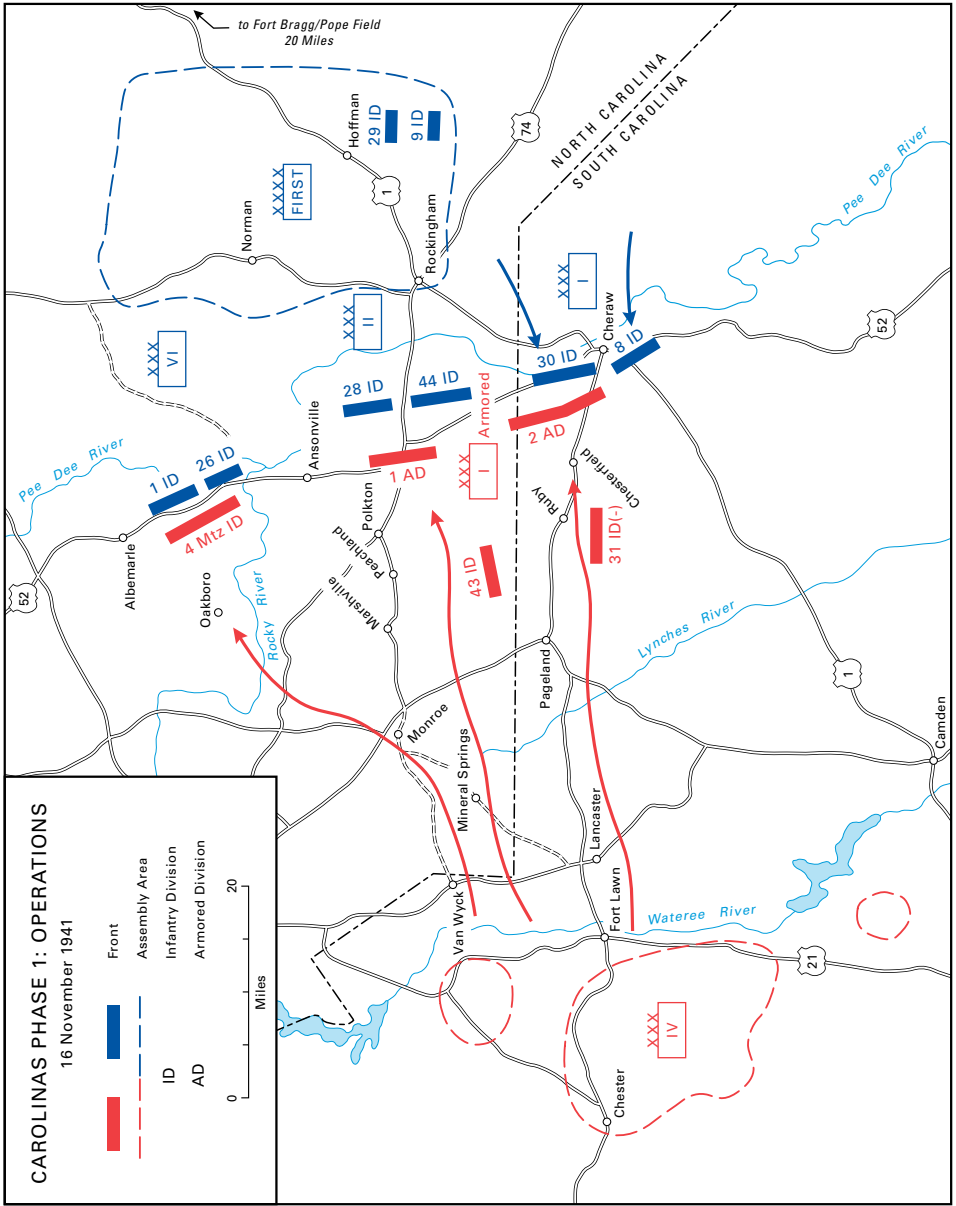 CAROLINAS PHASE 1: OPERATIONS
16 November 1941
Front
Assembly Area
ID
Infantry Division
AD
Armored Division
0
20
Miles
to Fort Bragg/Pope Field
20 Miles
NORTH CAROLINA
SOUTH CAROLINA
52
Albemarle
Oakboro
Rocky River
Pee Dee River
4 Mtz ID
1 ID
26 ID
XXX
VI
Norman
XXXX
FIRST
Hoffman
29 ID
9 ID
1
Rockingham
74
XXX
II
28 ID
44 ID
Ansonville
1 AD
Polkton
Peachland
Marshville
Monroe
Mineral Springs
Van Wyck
XXX
I
Armored
43 ID
2 AD
30 ID
8 ID
XXX
I
Cheraw
Pee Dee River
52
Chesterfield
Ruby
31 ID(-)
Pageland
Lynches River
Lancaster
Fort Lawn
Wateree River
1
Camden
21
XXX
IV
Chester